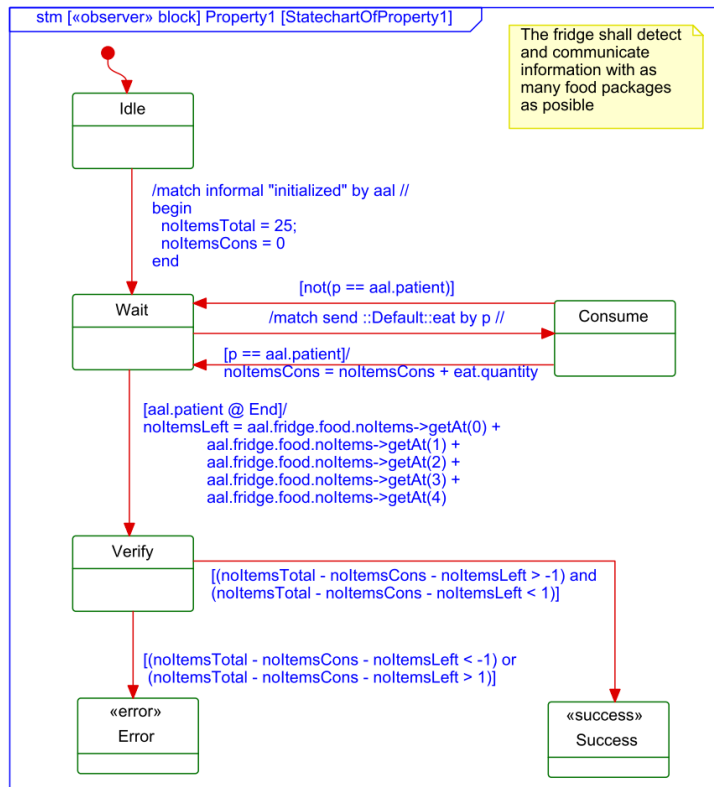 stm [«observer» block] Property1 [StatechartOfProperty1]
The fridge shall detect
and communicate
information with as
many food packages
as posible
Idle
/match informal "initialized" by aal //
begin
noItemsTotal = 25;
noItemsCons = 0
end
[not(p == aal.patient)]
Wait
Consume
/match send ::Default::eat by p //
[p == aal.patient]/
noItemsCons = noItemsCons + eat.quantity
[aal.patient @ End]/
noItemsLeft = aal.fridge.food.noItems->getAt(0) +
aal.fridge.food.noItems->getAt(1) +
aal.fridge.food.noItems->getAt(2) +
aal.fridge.food.noItems->getAt(3) +
aal.fridge.food.noItems->getAt(4)
Verify
[(noItemsTotal - noItemsCons - noItemsLeft > -1) and
(noItemsTotal - noItemsCons - noItemsLeft < 1)]
[(noItemsTotal - noItemsCons - noItemsLeft < -1) or
(noItemsTotal - noItemsCons - noItemsLeft > 1)]
«error»
Error
«success»
Success